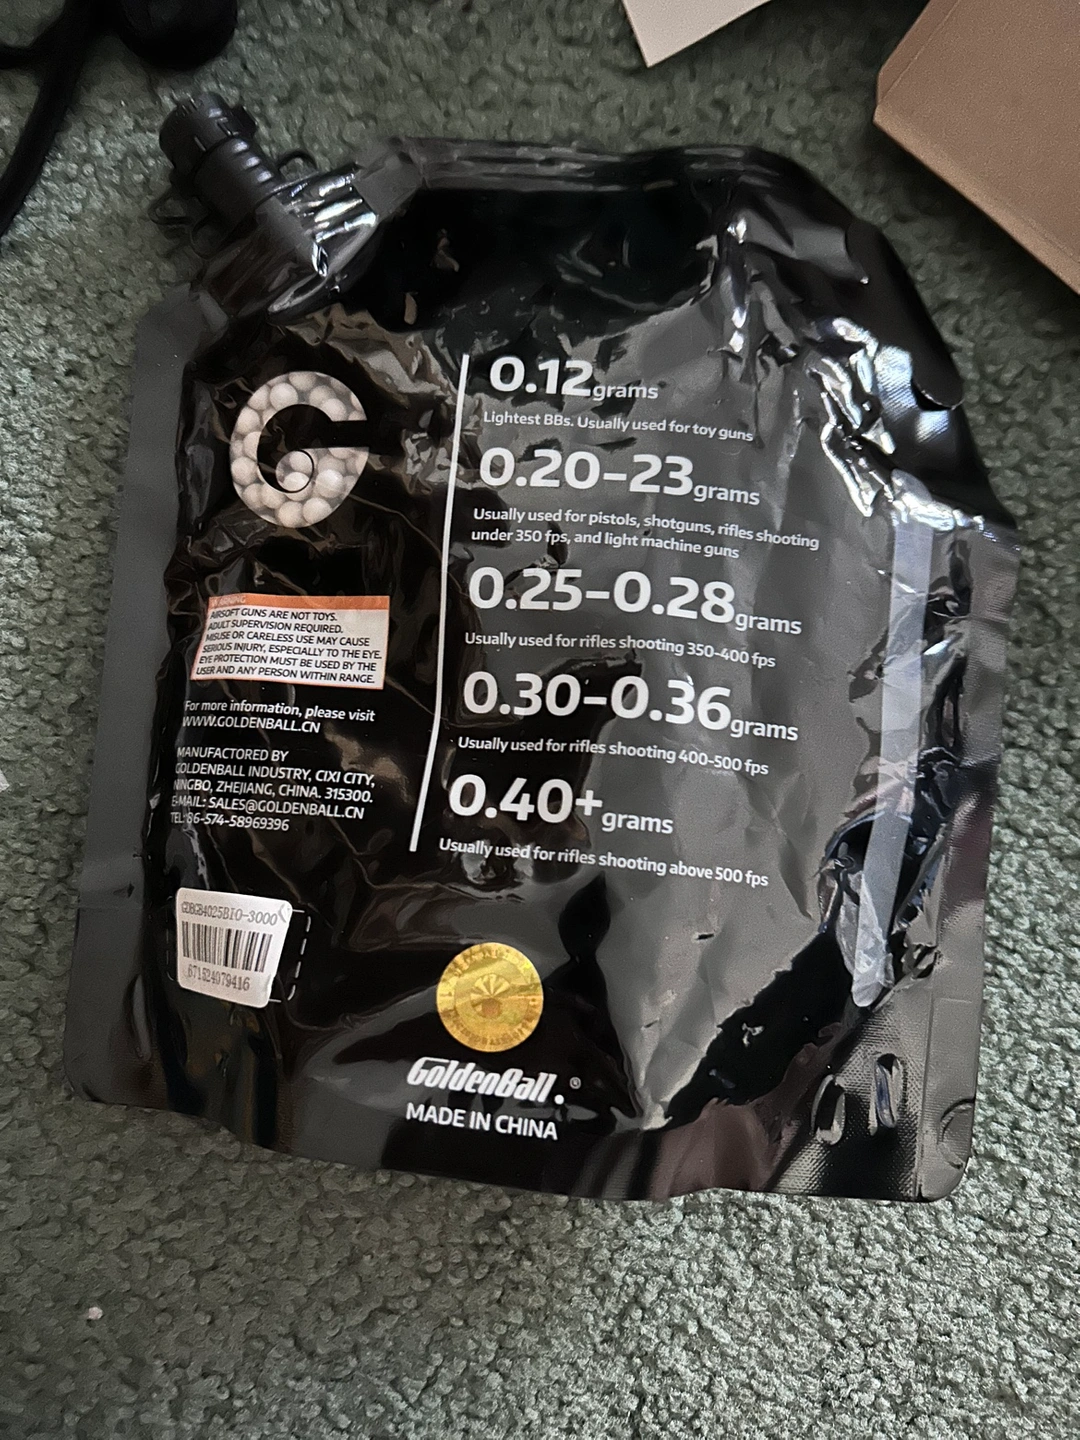 G
WARNING
AIRSOFT GUNS ARE NOT TOYS.
ADULT SUPERVISION REQUIRED.
MISUSE OR CARELESS USE MAY CAUSE
SERIOUS INJURY, ESPECIALLY TO THE EYE.
EYE PROTECTION MUST BE USED BY THE
USER AND ANY PERSON WITHIN RANGE.
For more information, please visit
WWW.GOLDENBALL.CN
MANUFACTORED BY
GOLDENBALL INDUSTRY, CIXI CITY,
NINGBO, ZHEJIANG, CHINA. 315300.
E-MAIL: SALES@GOLDENBALL.CN
TEL: 86-574-58969396
GDBGB4025BIO-3000
671524079416
0.12grams
Lightest BBs. Usually used for toy guns
0.20-23grams
Usually used for pistols, shotguns, rifles shooting
under 350 fps, and light machine guns
0.25-0.28grams
Usually used for rifles shooting 350-400 fps
0.30-0.36grams
Usually used for rifles shooting 400-500 fps
0.40+grams
Usually used for rifles shooting above 500 fps
GoldenBall.®
MADE IN CHINA